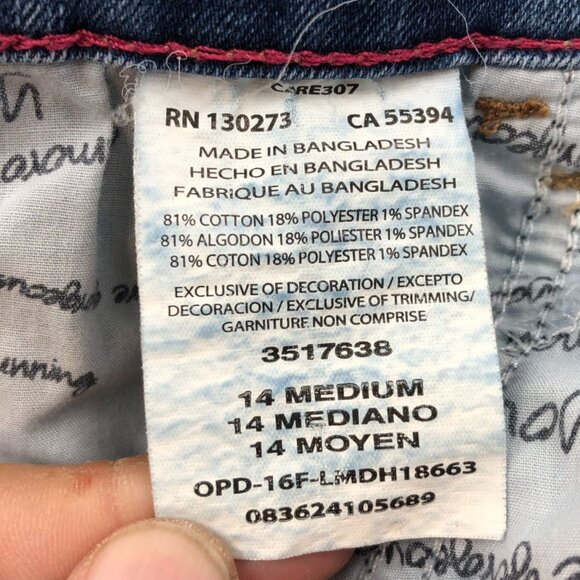 CARE307
RN 130273 CA 55394
MADE IN BANGLADESH
HECHO EN BANGLADESH
FABRIQUE AU BANGLADESH
81% COTTON 18% POLYESTER 1% SPANDEX
81% ALGODON 18% POLIESTER 1% SPANDEX
81% COTON 18% POLYESTER 1% SPANDEX
EXCLUSIVE OF DECORATION / EXCEPTO
DECORACION / EXCLUSIVE OF TRIMMING/
GARNITURE NON COMPRISE
3517638
14 MEDIUM
14 MEDIANO
14 MOYEN
OPD-16F-LMDH18663
083624105689